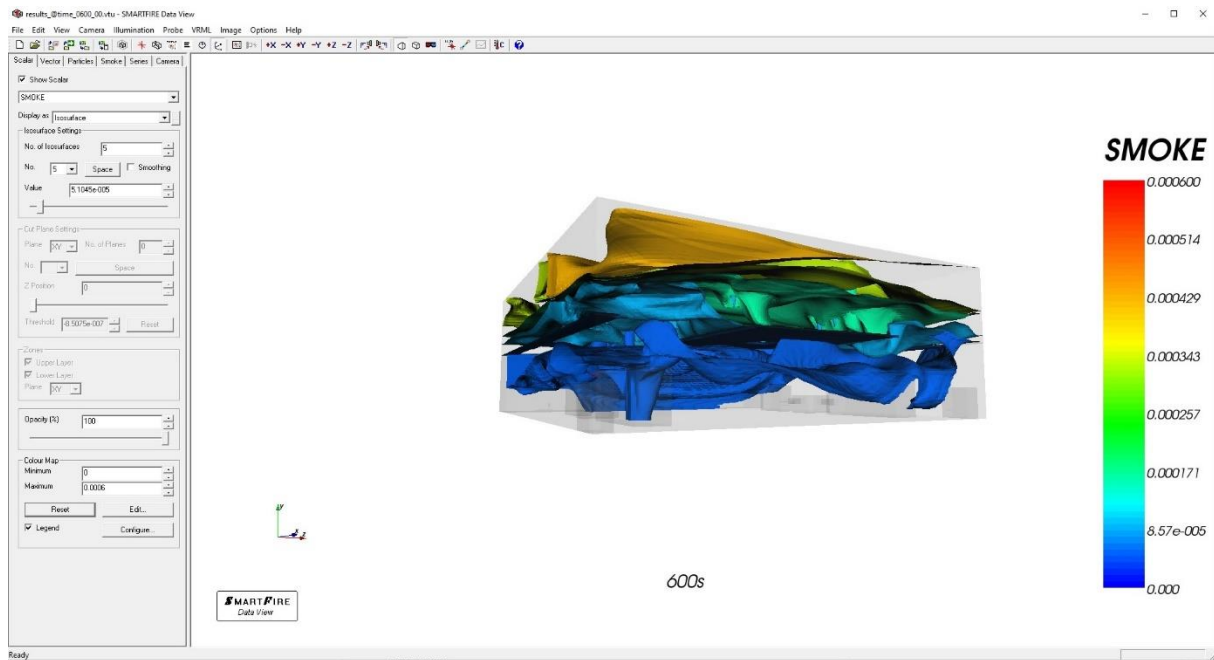 results_@time_0600_00.vtu - SMARTFIRE Data View
File Edit View Camera Illumination Probe VRML Image Options Help
+X -X +Y -Y +Z -Z
Scalar Vector Particles Smoke Series Camera
Show Scalar
SMOKE
Display as Isosurface
Isosurface Settings
No. of Isosurfaces 5
No. 5 Space Smoothing
Value 5.1045e-005
Cut Plane Settings
Plane XY No. of Planes 0
No. Space
Z Position 0
Threshold -8.5075e-007 Reset
Zones
Upper Layer
Lower Layer
Plane XY
Opacity (%) 100
Colour Map
Minimum 0
Maximum 0.0006
Reset Edit...
Legend Configure...
Ready
SMOKE
0.000600
0.000514
0.000429
0.000343
0.000257
0.000171
8.57e-005
0.000
Y
X
Z
600s
SMARTFIRE
Data View